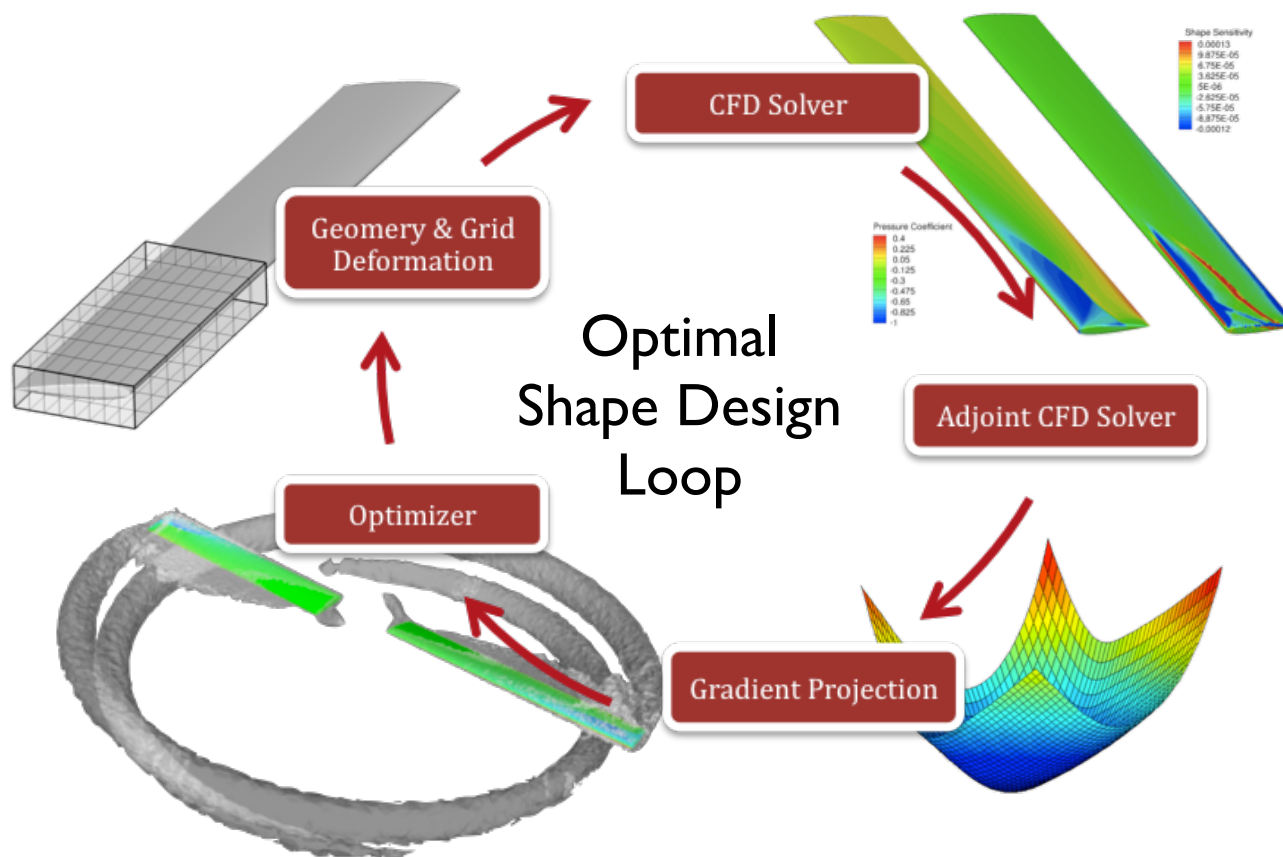 Shape Sensitivity
0.00013
9.875E-05
6.75E-05
3.625E-05
5E-06
-2.625E-05
-5.75E-05
-8.875E-05
-0.00012
CFD Solver
Geomery & Grid
Deformation
Pressure Coefficient
0.4
0.225
0.05
-0.125
-0.3
-0.475
-0.65
-0.825
-1
Optimal
Shape Design
Loop
Adjoint CFD Solver
Optimizer
Gradient Projection